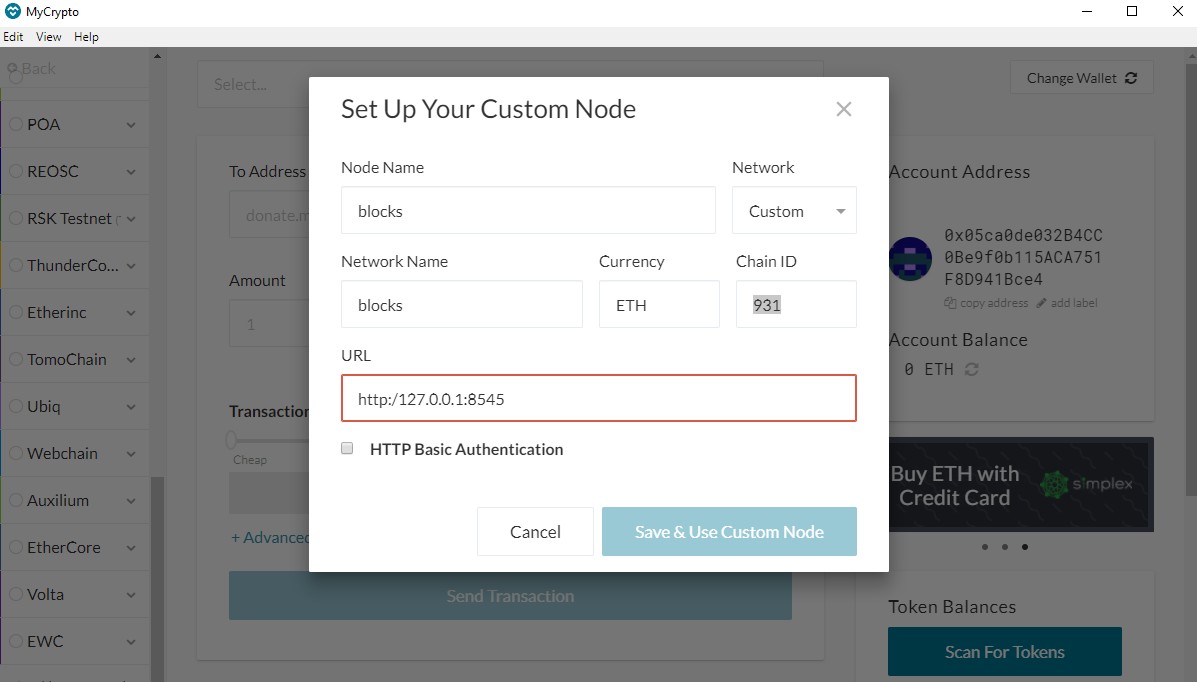 MyCrypto
Edit View Help
Back
Select...
Change Wallet
POA
REOSC
RSK Testnet
ThunderCo...
Etherinc
TomoChain
Ubiq
Webchain
Auxilium
EtherCore
Volta
EWC
To Address
donate.m
Amount
1
Transaction
Cheap
+ Advanced
Send Transaction
Set Up Your Custom Node
Node Name
Network
blocks
Custom
Network Name
Currency
Chain ID
blocks
ETH
931
URL
http:/127.0.0.1:8545
HTTP Basic Authentication
Cancel
Save & Use Custom Node
Account Address
0x05ca0de032B4CC
0Be9f0b115ACA751
F8D941Bce4
copy address
add label
Account Balance
0 ETH
Buy ETH with
Credit Card
simplex
Token Balances
Scan For Tokens